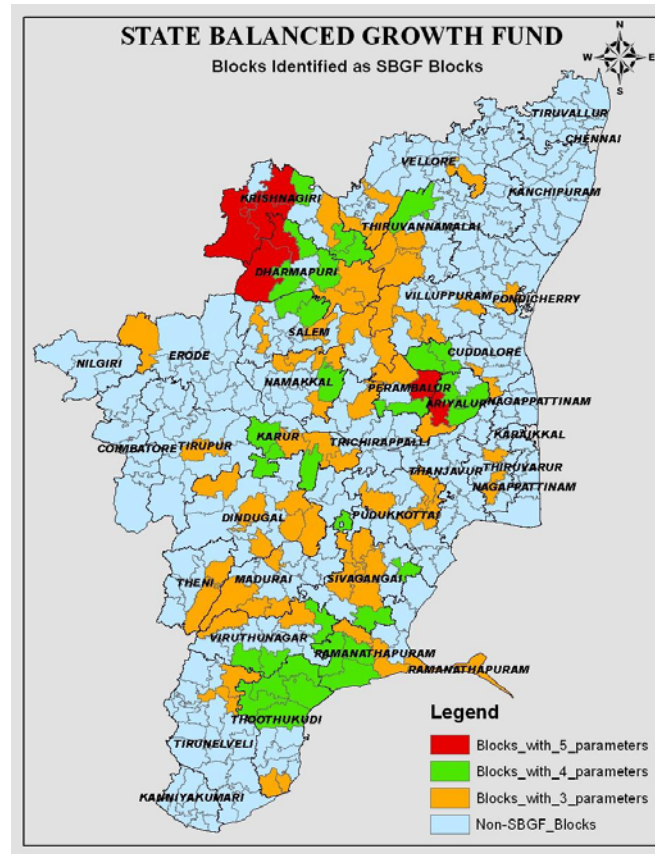 STATE BALANCED GROWTH FUND
Blocks Identified as SBGF Blocks
N
W E
S
TIRUVALLUR
CHENNAI
VELLORE
KANCHIPURAM
KRISHNAGIRI
THIRUVANNAMALAI
DHARMAPURI
VILLUPPURAM
PONDICHERRY
SALEM
CUDDALORE
NILGIRI
ERODE
NAMAKKAL
PERAMBALUR
ARIYALUR
NAGAPPATTINAM
KARUR
KARAIKKAL
COIMBATORE
TIRUPUR
TRICHIRAPPALLI
THANJAVUR
THIRUVARUR
NAGAPPATTINAM
DINDUGAL
PUDUKKOTTAI
THENI
MADURAI
SIVAGANGAI
VIRUTHUNAGAR
RAMANATHAPURAM
RAMANATHAPURAM
THOOTHUKUDI
TIRUNELVELI
KANNIYAKUMARI
Legend
Blocks_with_5_parameters
Blocks_with_4_parameters
Blocks_with_3_parameters
Non-SBGF_Blocks